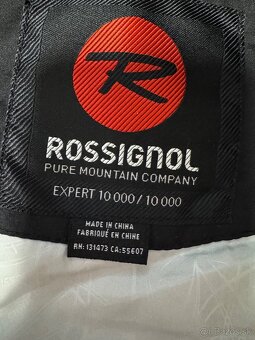 R
ROSSIGNOL
PURE MOUNTAIN COMPANY
EXPERT 10 000 / 10 000
MADE IN CHINA
FABRIQUÉ EN CHINE
RN: 131473 CA:55607